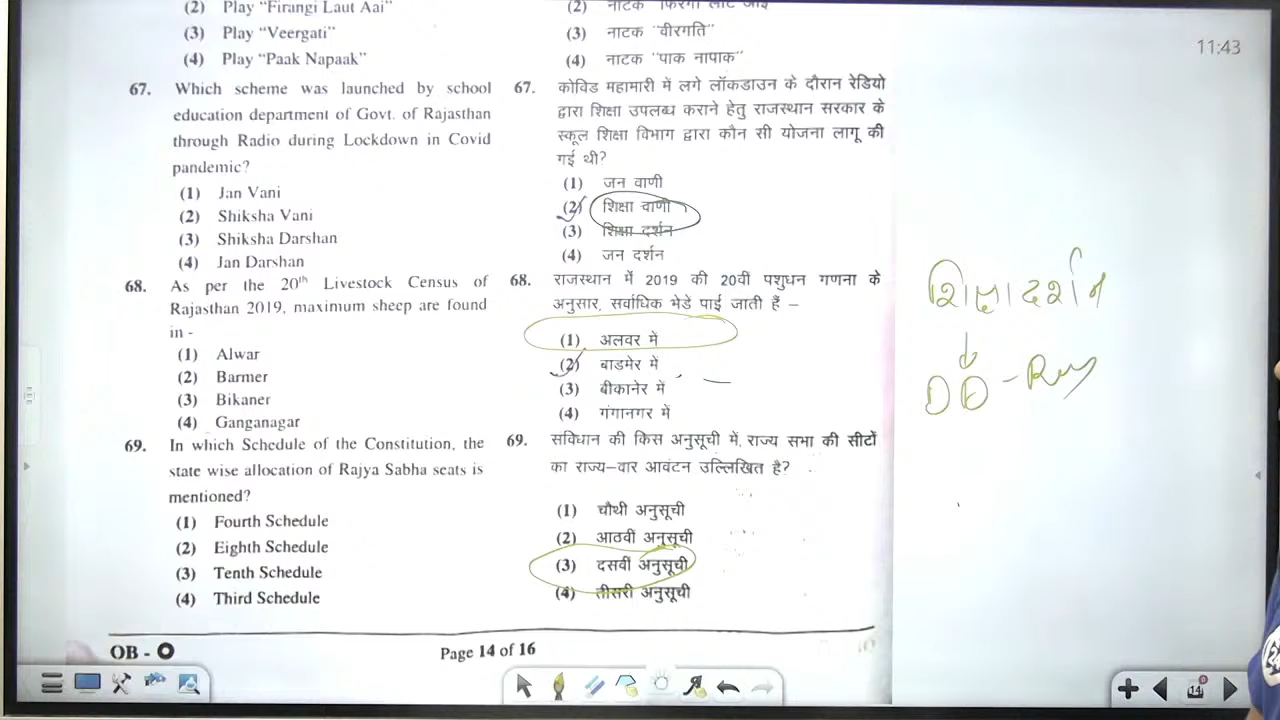 (2) Play "Firangi Laut Aai"
(3) Play "Veergati"
(4) Play "Paak Napaak"
67. Which scheme was launched by school
education department of Govt. of Rajasthan
through Radio during Lockdown in Covid
pandemic?
(1) Jan Vani
(2) Shiksha Vani
(3) Shiksha Darshan
(4) Jan Darshan
68. As per the 20th Livestock Census of
Rajasthan 2019, maximum sheep are found
in -
(1) Alwar
(2) Barmer
(3) Bikaner
(4) Ganganagar
69. In which Schedule of the Constitution, the
state wise allocation of Rajya Sabha seats is
mentioned?
(1) Fourth Schedule
(2) Eighth Schedule
(3) Tenth Schedule
(4) Third Schedule
(2) नाटक
(3) नाटक "वीरगति"
(4) नाटक "पाक नापाक"
67. कोविड महामारी में लगे लॉकडाउन के दौरान रेडियो
द्वारा शिक्षा उपलब्ध कराने हेतु राजस्थान सरकार के
स्कूल शिक्षा विभाग द्वारा कौन सी योजना लागू की
गई थी?
(1) जन वाणी
(2) शिक्षा वाणी
(3) शिक्षा दर्शन
(4) जन दर्शन
68. राजस्थान में 2019 की 20वीं पशुधन गणना के
अनुसार, सर्वाधिक भेडें पाई जाती हैं –
(1) अलवर में
(2) बाडमेर में
(3) बीकानेर में
(4) गंगानगर में
69. संविधान की किस अनुसूची में, राज्य सभा की सीटों
का राज्य–वार आवंटन उल्लिखित है?
(1) चौथी अनुसूची
(2) आठवीं अनुसूची
(3) दसवीं अनुसूची
(4) तीसरी अनुसूची
OB - O
Page 14 of 16
11:43
शिक्षा दर्शन
DD -
14